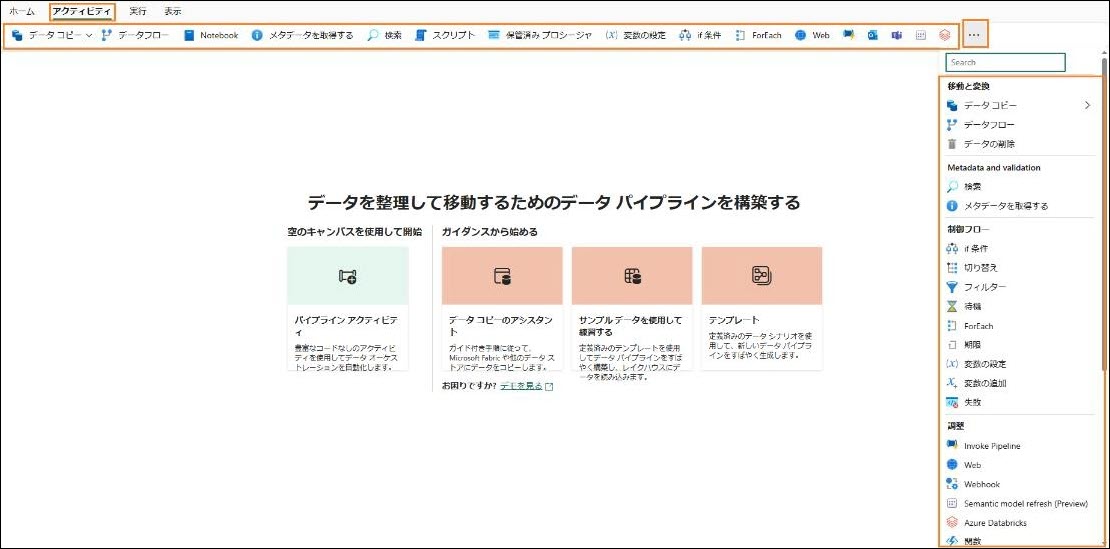 ホーム アクティビティ 実行 表示
データ コピー データフロー Notebook メタデータを取得する 検索 スクリプト 保管済み プロシージャ (x) 変数の設定 if 条件 ForEach Web ...
Search
移動と変換
データ コピー
データフロー
データの削除
Metadata and validation
検索
メタデータを取得する
制御フロー
if 条件
切り替え
フィルター
待機
ForEach
期限
(x) 変数の設定
変数の追加
失敗
調整
Invoke Pipeline
Web
Webhook
Semantic model refresh (Preview)
Azure Databricks
関数
データを整理して移動するためのデータ パイプラインを構築する
空のキャンバスを使用して開始
パイプライン アクティビテ
ィ
豊富なコードなしのアクティビ
ティを使用してデータ オーケス
トレーションを自動化します。
ガイダンスから始める
データ コピーのアシスタン
ト
ガイド付き手順に従って、
Microsoft Fabric や他のデータ ス
トアにデータをコピーします。
サンプル データを使用して
練習する
定義済みのテンプレートを使用
してデータ パイプラインをすば
やく構築し、レイクハウスにデ
ータを読み込みます。
テンプレート
定義済みのデータ シナリオを使
用して、新しいデータ パイプラ
インをすばやく生成します。
お困りですか? デモを見る